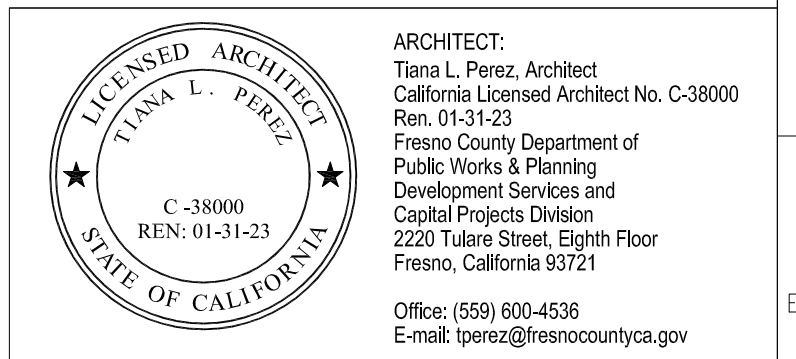 LICENSED ARCHITECT
TIANA L. PEREZ
C -38000
REN: 01-31-23
STATE OF CALIFORNIA
ARCHITECT:
Tiana L. Perez, Architect
California Licensed Architect No. C-38000
Ren. 01-31-23
Fresno County Department of
Public Works & Planning
Development Services and
Capital Projects Division
2220 Tulare Street, Eighth Floor
Fresno, California 93721
Office: (559) 600-4536
E-mail: tperez@fresnocountyca.gov